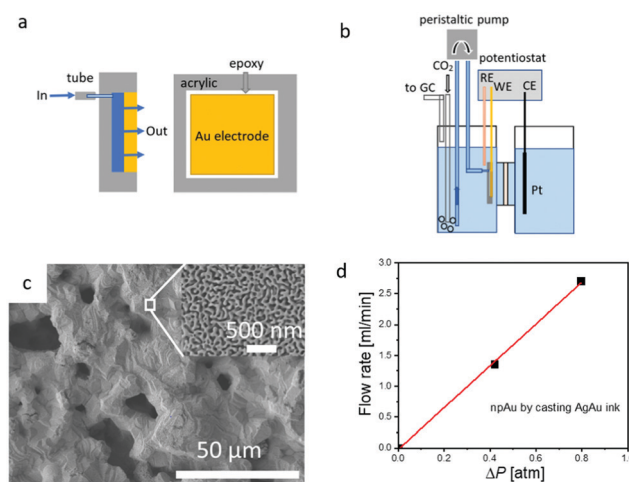 a
tube
In
Out
epoxy
acrylic
Au electrode
b
peristaltic pump
potentiostat
CO₂
RE
WE
CE
to GC
Pt
c
500 nm
50 µm
d
Flow rate [ml/min]
3.0
2.5
2.0
1.5
1.0
0.5
0.0
npAu by casting AgAu ink
0.0 0.2 0.4 0.6 0.8 1.0
ΔP [atm]